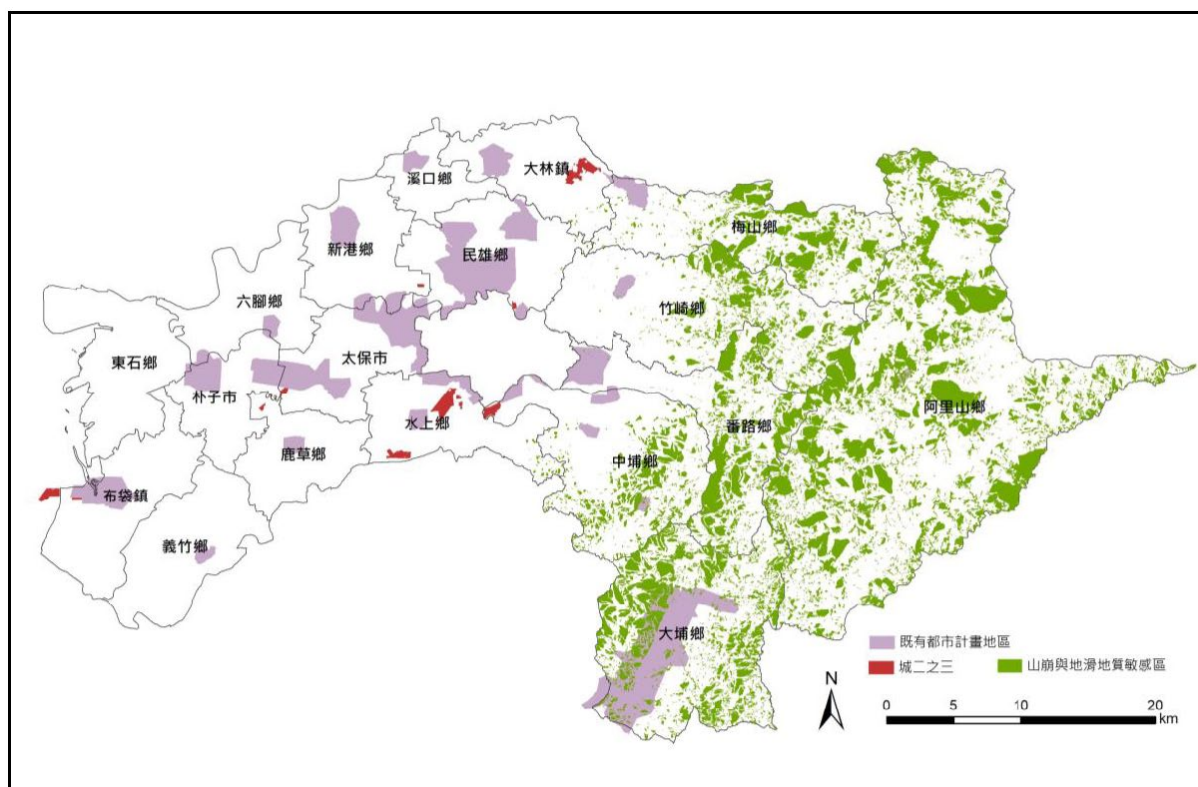 大林鎮
溪口鄉
梅山鄉
新港鄉
民雄鄉
六腳鄉
竹崎鄉
東石鄉
太保市
朴子市
阿里山鄉
水上鄉
番路鄉
鹿草鄉
中埔鄉
布袋鎮
義竹鄉
大埔鄉
既有都市計畫地區
城二之三
山崩與地滑地質敏感區
N
0 5 10 20
km